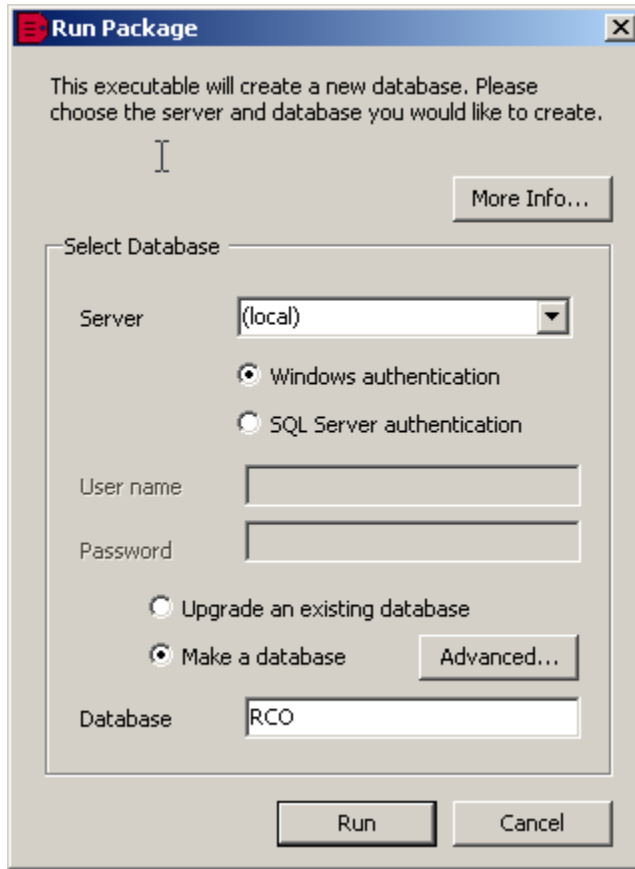 Run Package
This executable will create a new database. Please
choose the server and database you would like to create.
More Info...
Select Database
Server
(local)
Windows authentication
SQL Server authentication
User name
Password
Upgrade an existing database
Make a database
Advanced...
Database
RCO
Run
Cancel